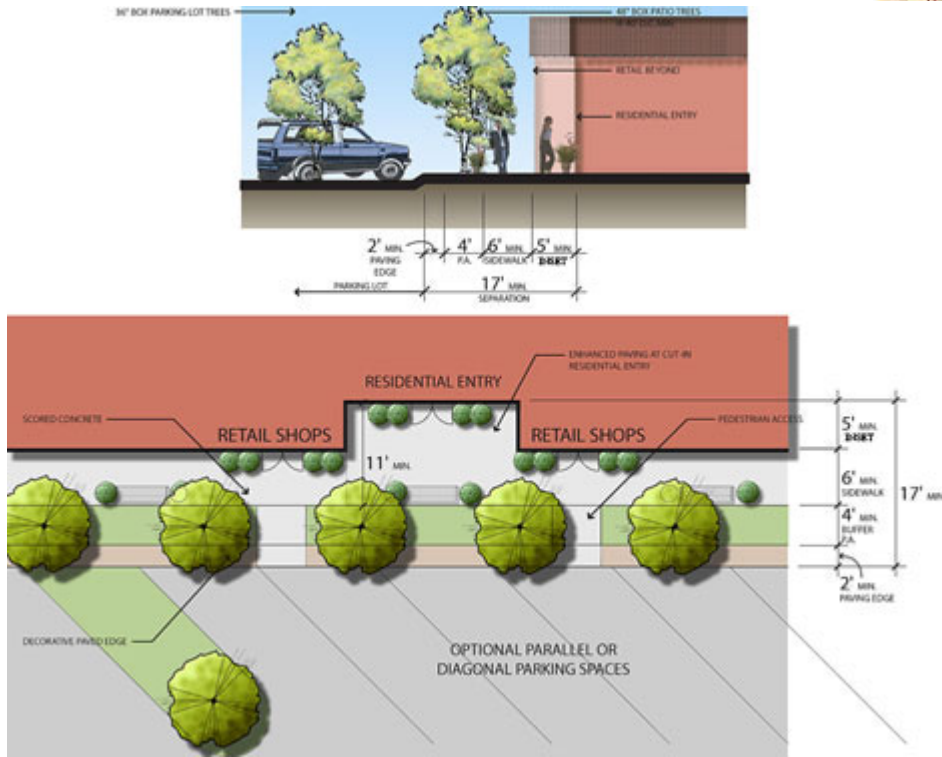 36" BOX PARKING LOT TREES
48" BOX PATIO TREES
RETAIL BEYOND
RESIDENTIAL ENTRY
2' MIN.
PAVING
EDGE
4'
P.A.
6' MIN.
SIDEWALK
5' MIN.
INSET
PARKING LOT
17' MIN.
SEPARATION
ENHANCED PAVING AT CUT-IN
RESIDENTIAL ENTRY
RESIDENTIAL ENTRY
SCORED CONCRETE
PEDESTRIAN ACCESS
RETAIL SHOPS
RETAIL SHOPS
11' MIN.
5' MIN.
INSET
6' MIN.
SIDEWALK
17' MIN
4' MIN.
BUFFER
P.A.
2' MIN.
PAVING EDGE
DECORATIVE PAVED EDGE
OPTIONAL PARALLEL OR
DIAGONAL PARKING SPACES